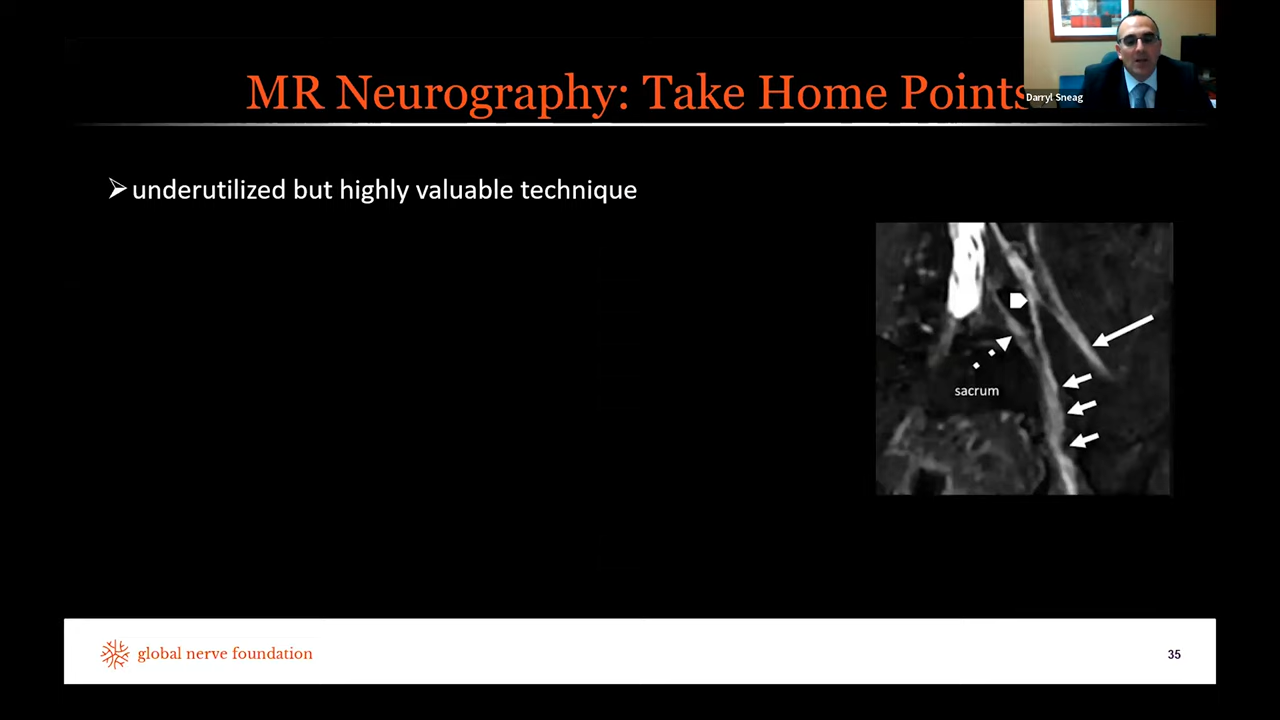 MR Neurography: Take Home Points
Darryl Sneag
underutilized but highly valuable technique
sacrum
global nerve foundation
35